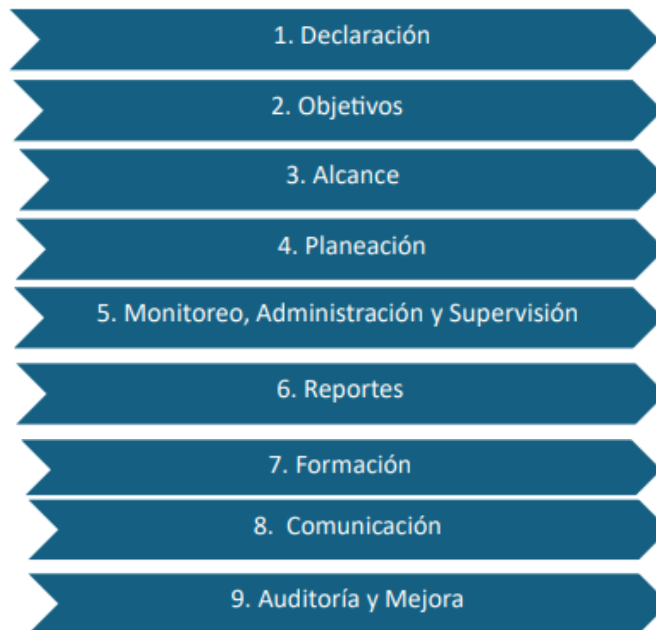 1. Declaración
2. Objetivos
3. Alcance
4. Planeación
5. Monitoreo, Administración y Supervisión
6. Reportes
7. Formación
8.  Comunicación
9. Auditoría y Mejora